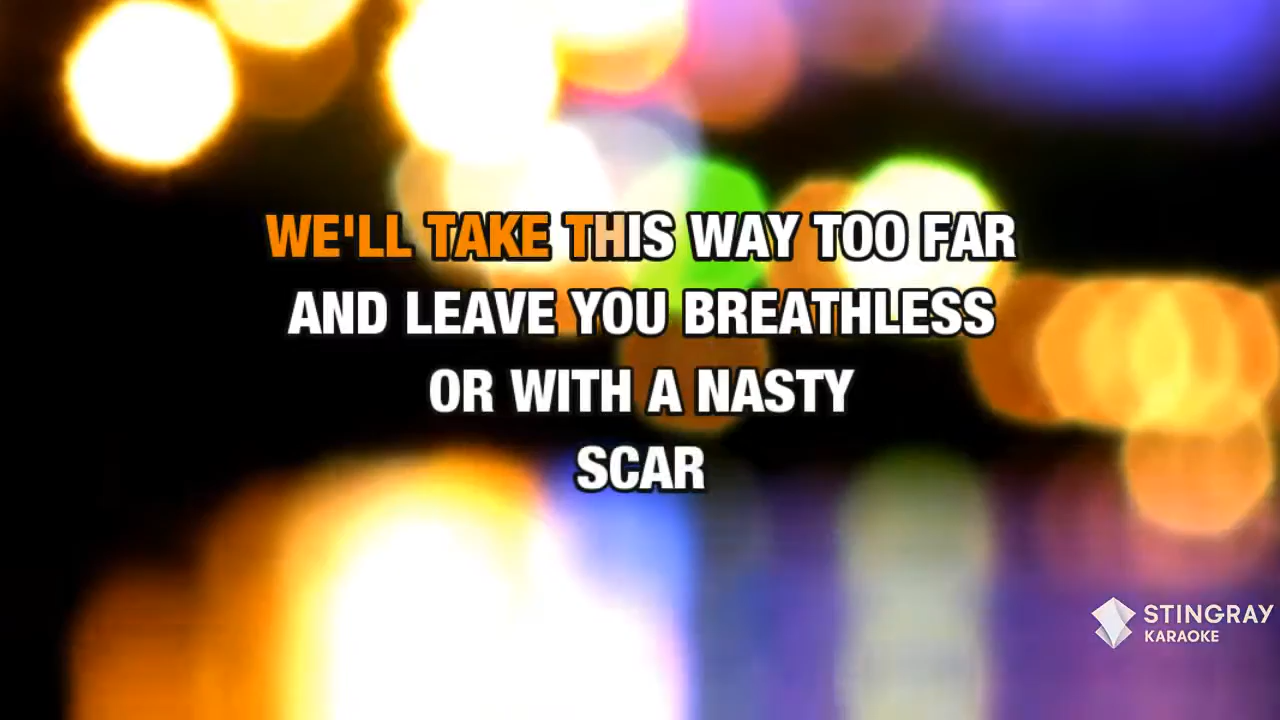 WE'LL TAKE THIS WAY TOO FAR
AND LEAVE YOU BREATHLESS
OR WITH A NASTY
SCAR
STINGRAY
KARAOKE